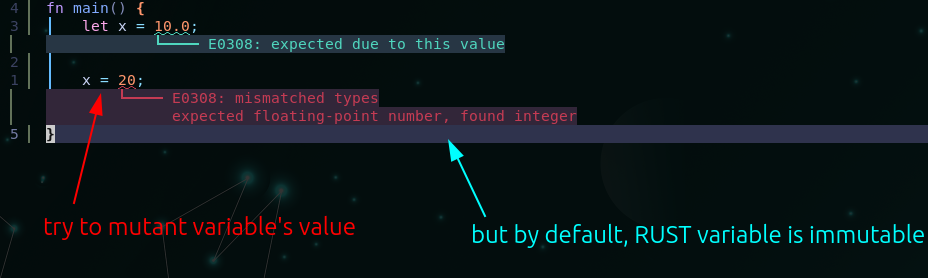 4 fn main() {
3 let x = 10.0;
E0308: expected due to this value
2
1 x = 20;
E0308: mismatched types
expected floating-point number, found integer
5 }
try to mutant variable's value
but by default, RUST variable is immutable